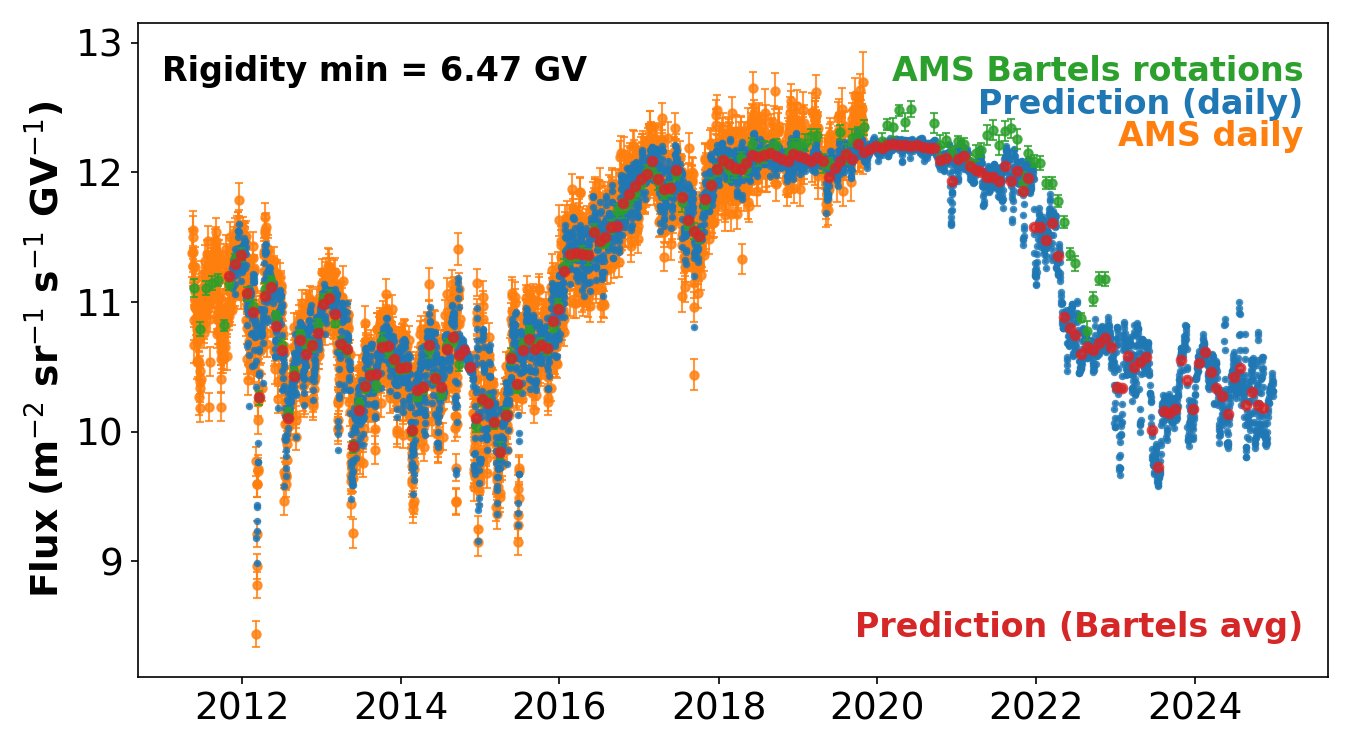 13
12
11
10
9
Flux (m⁻² sr⁻¹ s⁻¹ GV⁻¹)
Rigidity min = 6.47 GV
AMS Bartels rotations
Prediction (daily)
AMS daily
Prediction (Bartels avg)
2012 2014 2016 2018 2020 2022 2024